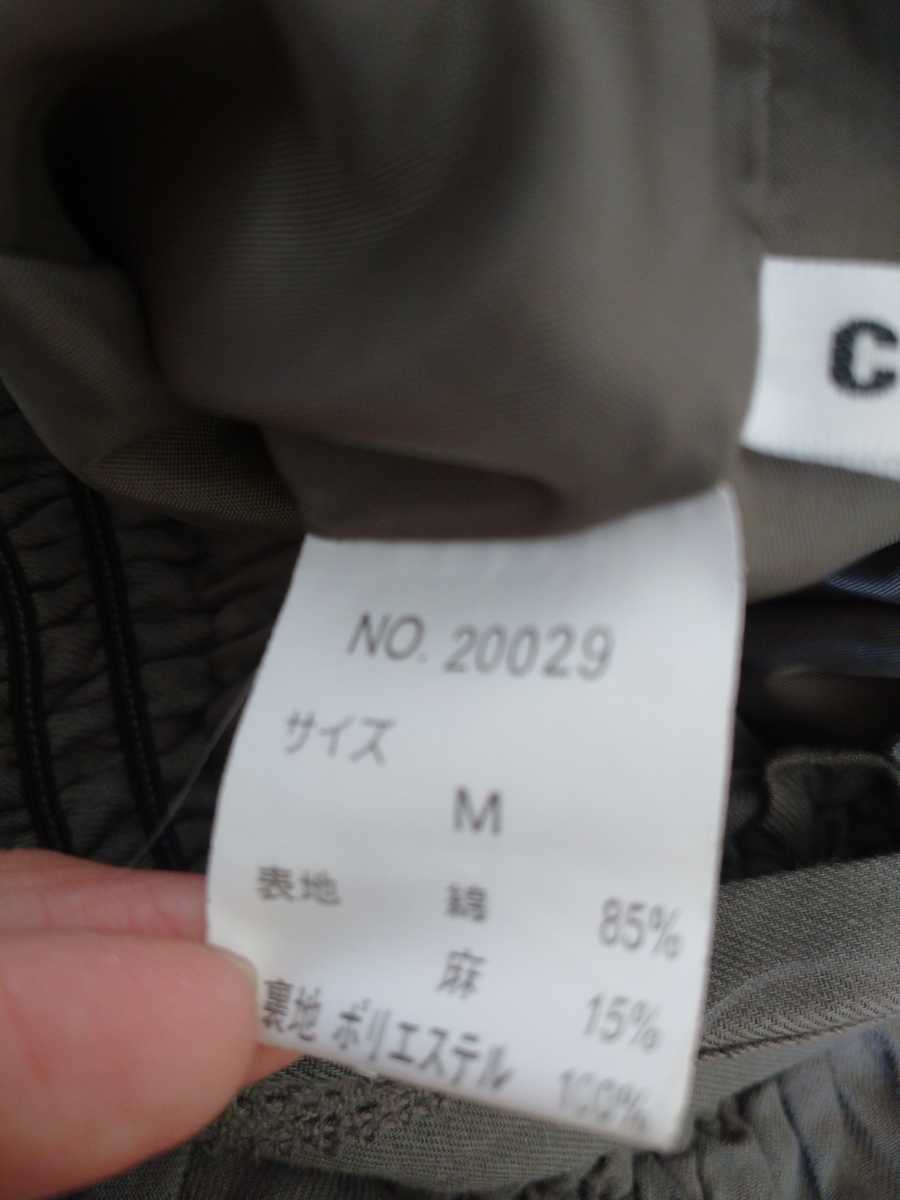 C
NO. 20029
サイズ
M
表地 綿 85%
麻 15%
裏地 ポリエステル 100%